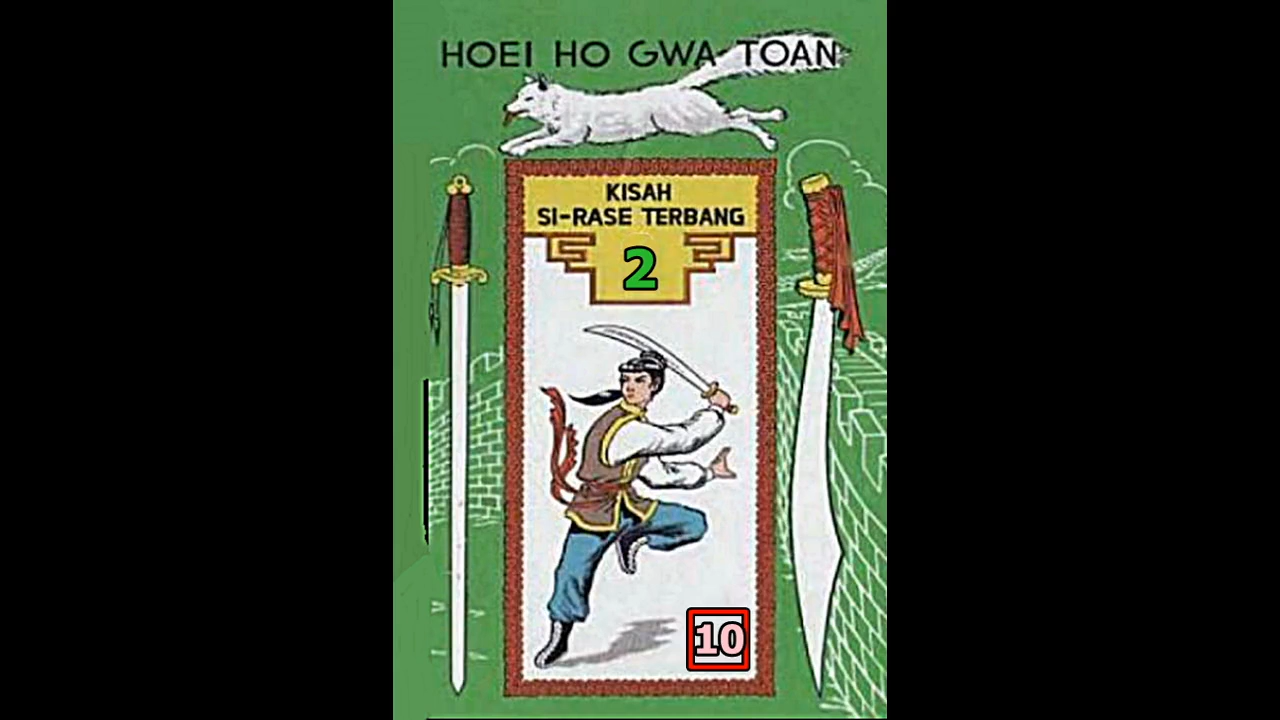 HOEI HO GWA TOAN
KISAH
SI-RASE TERBANG
2
10